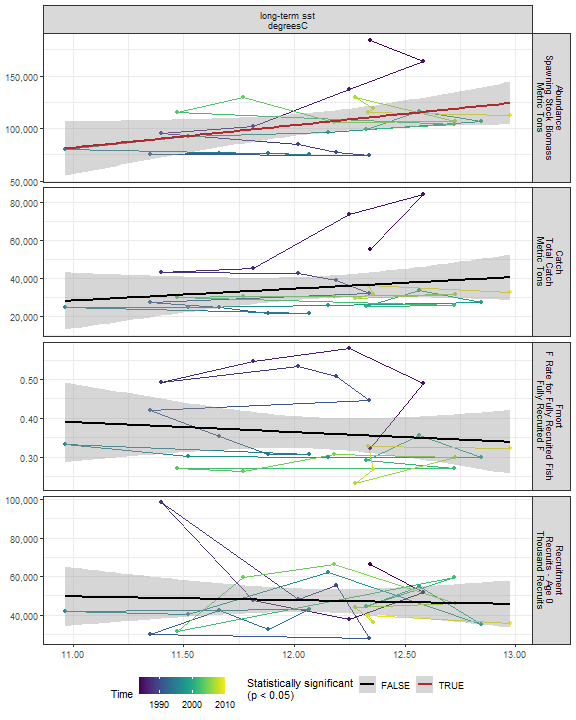 long-term sst
degreesC
150,000
100,000
50,000
Abundance
Spawning Stock Biomass
Metric Tons
80,000
60,000
40,000
20,000
Catch
Total Catch
Metric Tons
0.50
0.40
0.30
Fmort
F Rate for Fully Recruited Fish
Fully Recruited F
100,000
80,000
60,000
40,000
Recruitment
Recruits - Age 0
Thousand Recruits
11.00
11.50
12.00
12.50
13.00
Time
1990
2000
2010
Statistically significant
(p < 0.05)
FALSE
TRUE